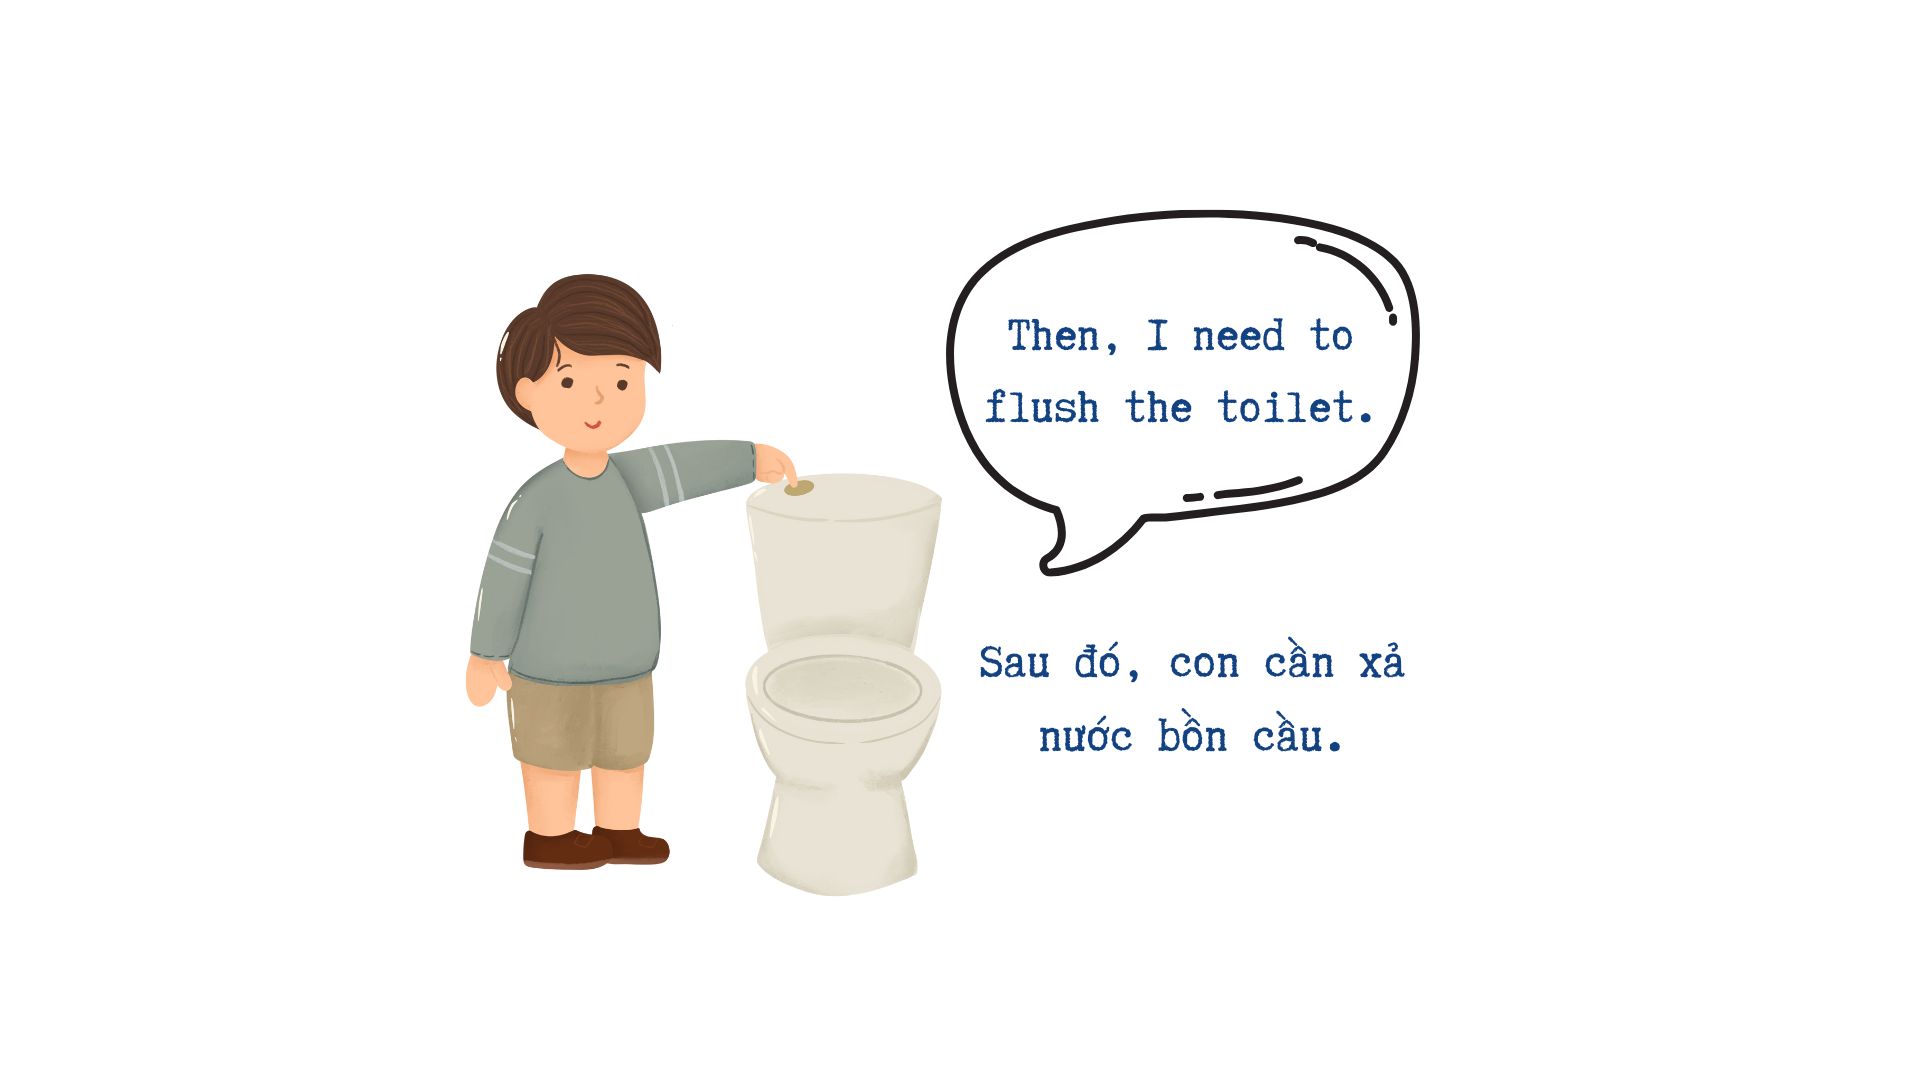 Then, I need to
flush the toilet.
Sau đó, con cần xả
nước bồn cầu.